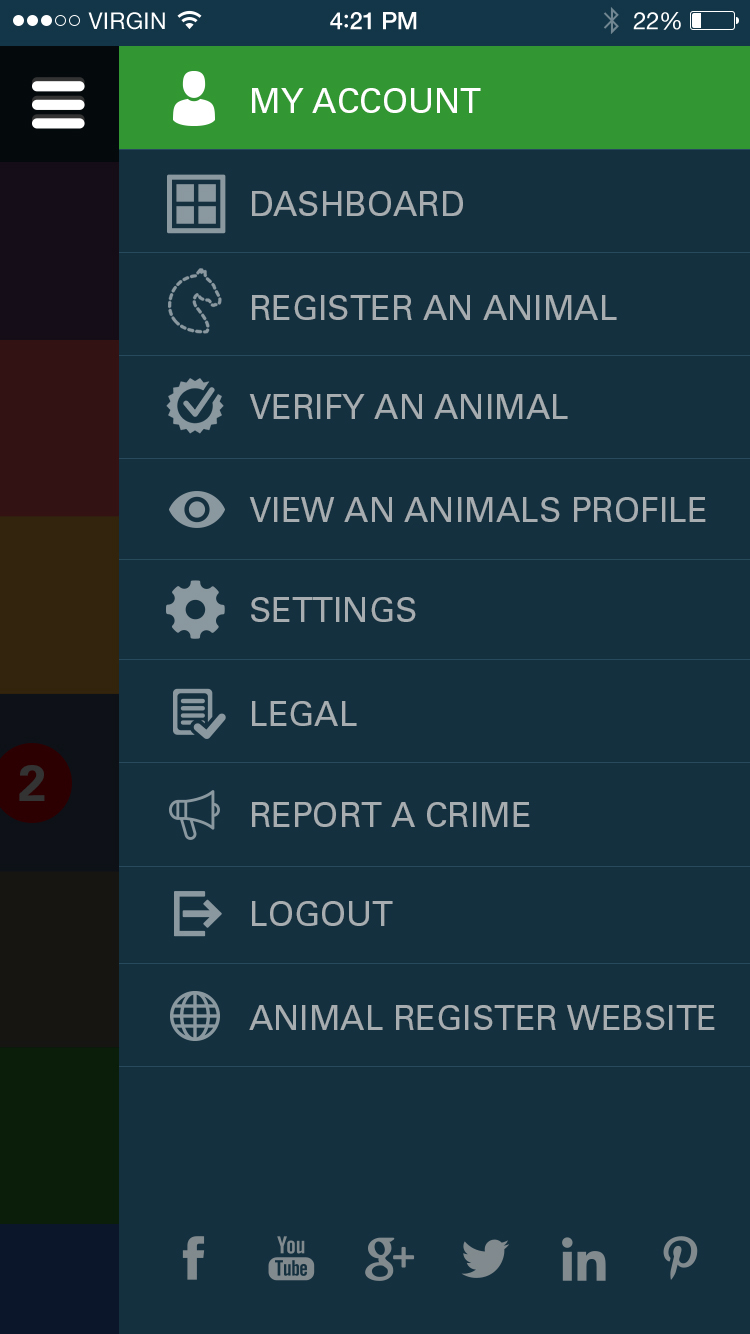 VIRGIN 4:21 PM 22%
MY ACCOUNT
DASHBOARD
REGISTER AN ANIMAL
VERIFY AN ANIMAL
VIEW AN ANIMALS PROFILE
SETTINGS
LEGAL
2
REPORT A CRIME
LOGOUT
ANIMAL REGISTER WEBSITE
f You Tube g+ in